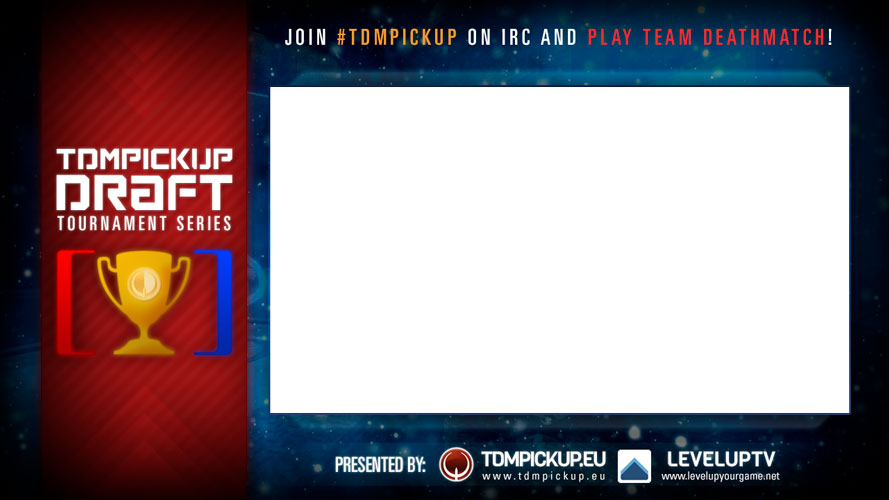 JOIN #TDMPICKUP ON IRC AND PLAY TEAM DEATHMATCH!
TDMPICKUP
DRAFT
TOURNAMENT SERIES
PRESENTED BY:
TDMPICKUP.EU
www.tdmpickup.eu
LEVELUPTV
www.levelupyourgame.net